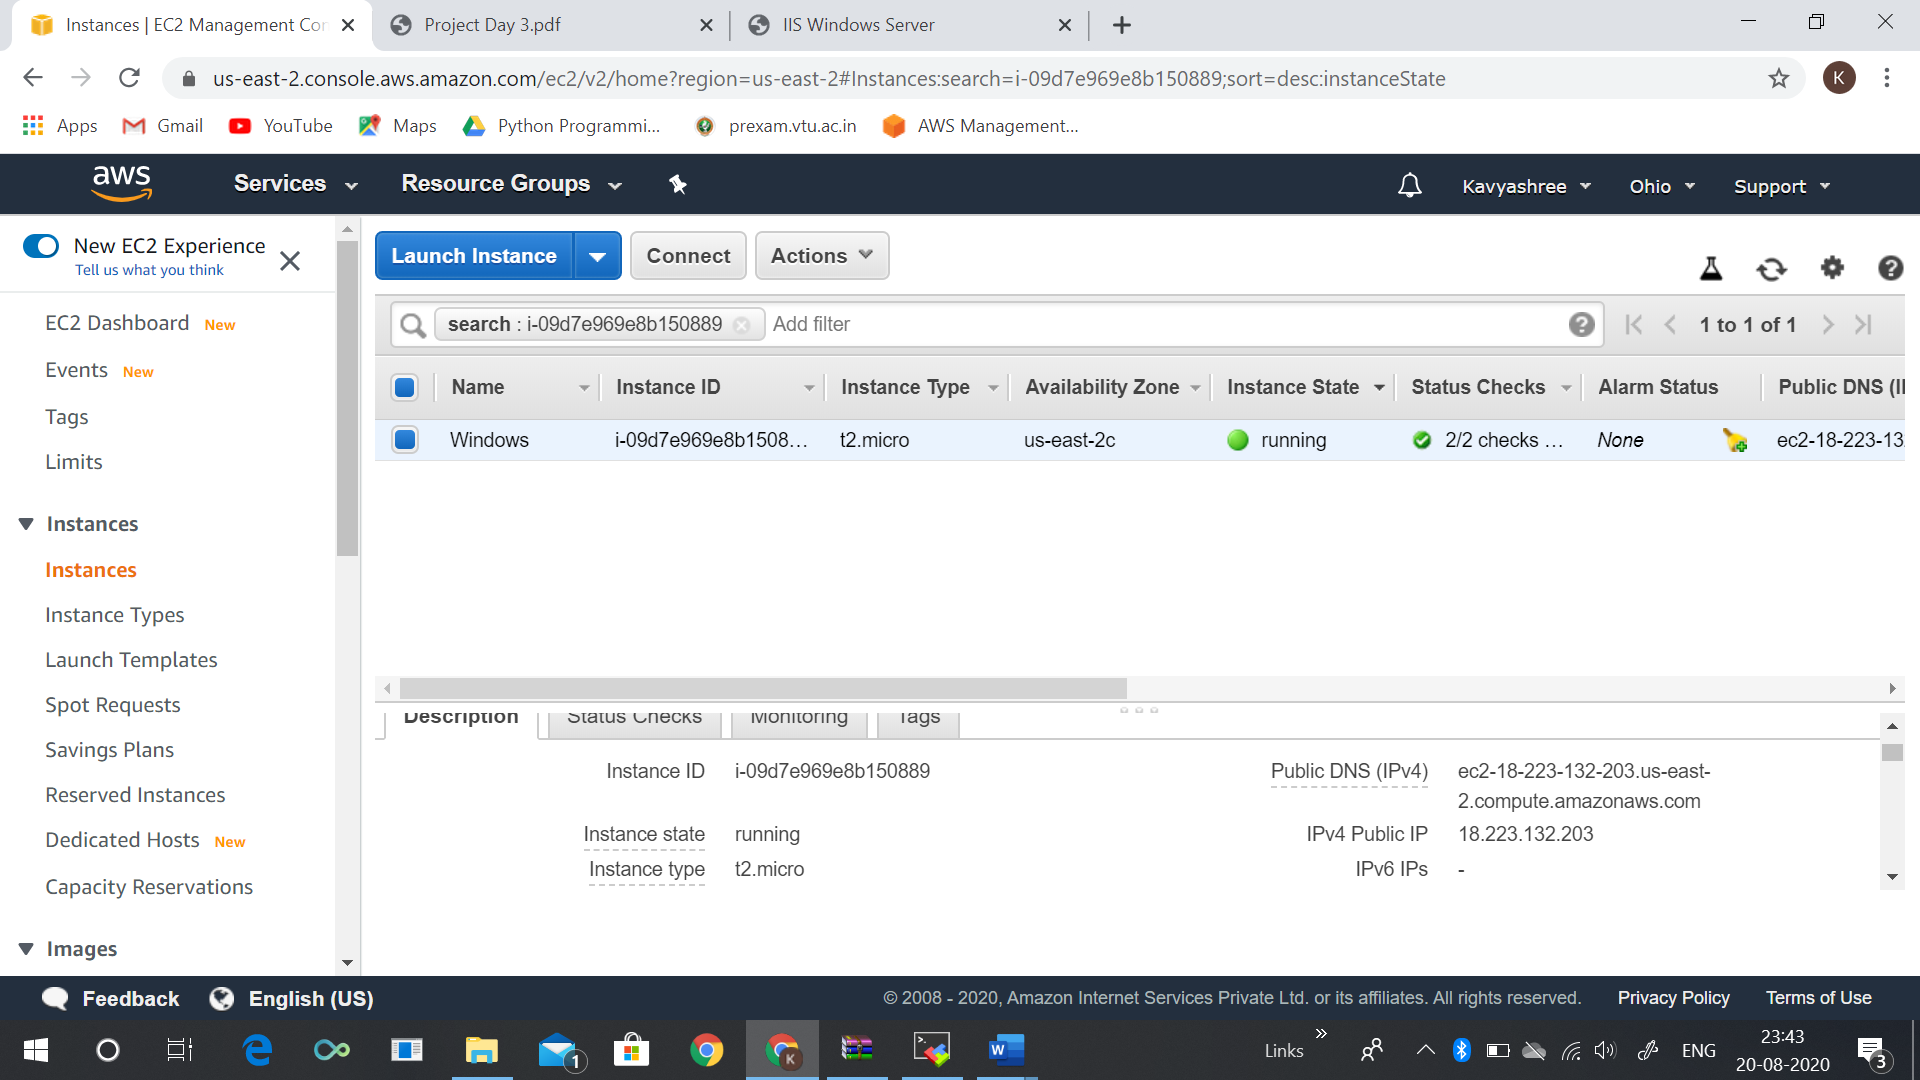 Instances | EC2 Management Con
Project Day 3.pdf
IIS Windows Server
us-east-2.console.aws.amazon.com/ec2/v2/home?region=us-east-2#Instances:search=i-09d7e969e8b150889;sort=desc:instanceState
K
Apps
Gmail
YouTube
Maps
Python Programmi...
prexam.vtu.ac.in
AWS Management...
aws
Services
Resource Groups
Kavyashree
Ohio
Support
New EC2 Experience
Tell us what you think
EC2 Dashboard New
Events New
Tags
Limits
Instances
Instances
Instance Types
Launch Templates
Spot Requests
Savings Plans
Reserved Instances
Dedicated Hosts New
Capacity Reservations
Images
Launch Instance
Connect
Actions
search : i-09d7e969e8b150889
Add filter
1 to 1 of 1
Name
Instance ID
Instance Type
Availability Zone
Instance State
Status Checks
Alarm Status
Public DNS (I
Windows
i-09d7e969e8b1508...
t2.micro
us-east-2c
running
2/2 checks ...
None
ec2-18-223-13
Description
Status Checks
Monitoring
Tags
Instance ID
i-09d7e969e8b150889
Public DNS (IPv4)
ec2-18-223-132-203.us-east-
2.compute.amazonaws.com
Instance state
running
IPv4 Public IP
18.223.132.203
Instance type
t2.micro
IPv6 IPs
-
Feedback
English (US)
© 2008 - 2020, Amazon Internet Services Private Ltd. or its affiliates. All rights reserved.
Privacy Policy
Terms of Use
1
K
W
Links
ENG
23:43
20-08-2020
3